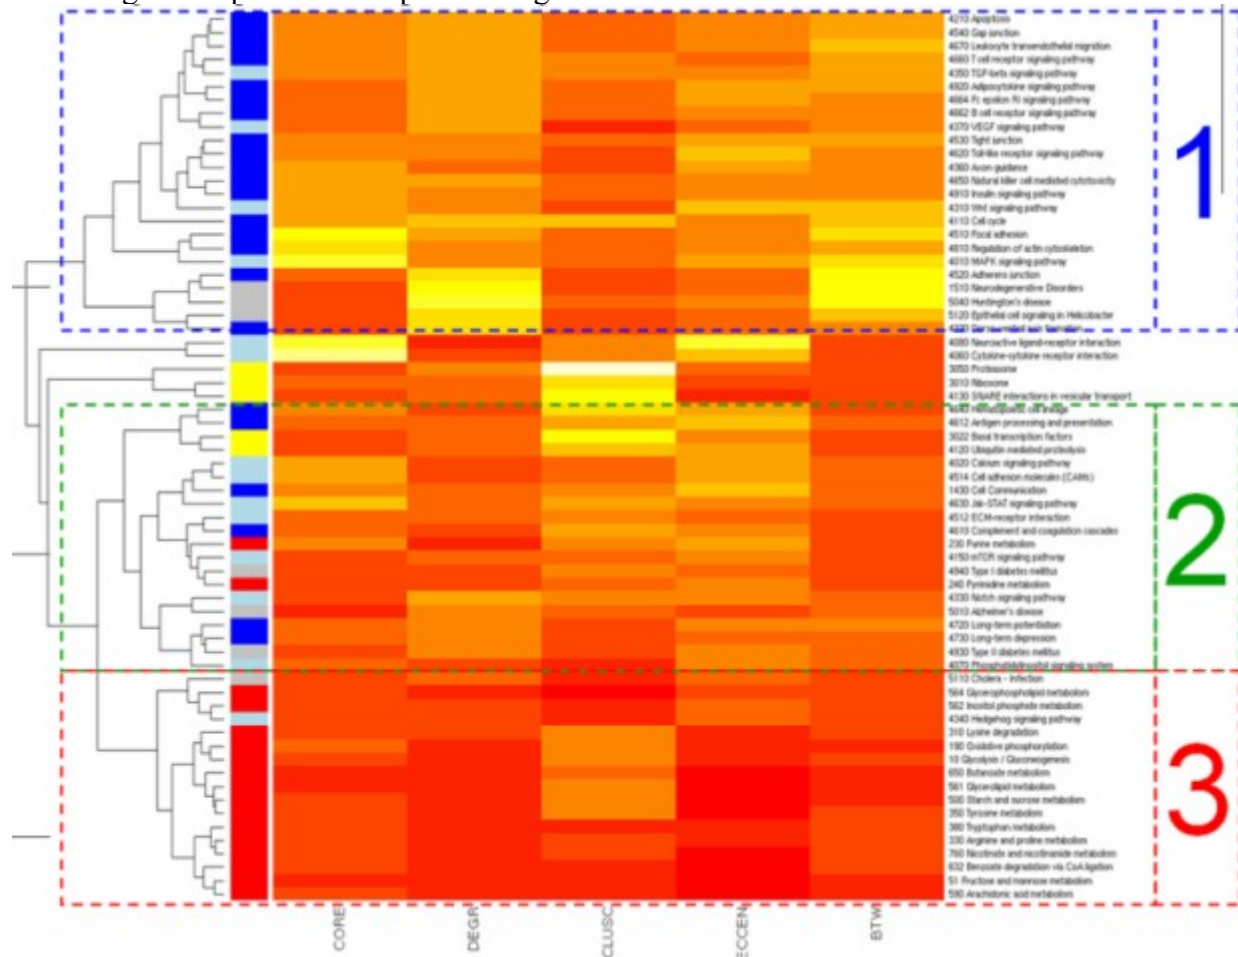 4210 Apoptosis
4540 Gap junction
4670 Leukocyte transendothelial migration
4660 T cell receptor signaling pathway
4350 TGF-beta signaling pathway
4920 Adipocytokine signaling pathway
4664 Fc epsilon RI signaling pathway
4662 B cell receptor signaling pathway
4370 VEGF signaling pathway
4530 Tight junction
4620 Toll-like receptor signaling pathway
4360 Axon guidance
4650 Natural killer cell mediated cytotoxicity
4910 Insulin signaling pathway
4310 Wnt signaling pathway
4110 Cell cycle
4510 Focal adhesion
4810 Regulation of actin cytoskeleton
4010 MAPK signaling pathway
4520 Adherens junction
1510 Neurodegenerative Disorders
5040 Huntington's disease
5120 Epithelial cell signaling in Helicobacter
1
4080 Neuroactive ligand-receptor interaction
4060 Cytokine-cytokine receptor interaction
3050 Proteasome
3010 Ribosome
4130 SNARE interactions in vesicular transport
4640 Hematopoietic cell lineage
4612 Antigen processing and presentation
3022 Basal transcription factors
4120 Ubiquitin mediated proteolysis
4020 Calcium signaling pathway
4514 Cell adhesion molecules (CAMs)
1430 Cell Communication
4630 Jak-STAT signaling pathway
4512 ECM-receptor interaction
4610 Complement and coagulation cascades
230 Purine metabolism
4150 mTOR signaling pathway
4940 Type I diabetes mellitus
240 Pyrimidine metabolism
4330 Notch signaling pathway
5010 Alzheimer's disease
4720 Long-term potentiation
4730 Long-term depression
4930 Type II diabetes mellitus
4070 Phosphatidylinositol signaling system
2
5110 Cholera - Infection
564 Glycerophospholipid metabolism
562 Inositol phosphate metabolism
4340 Hedgehog signaling pathway
310 Lysine degradation
190 Oxidative phosphorylation
10 Glycolysis / Gluconeogenesis
650 Butanoate metabolism
561 Glycerolipid metabolism
500 Starch and sucrose metabolism
350 Tyrosine metabolism
380 Tryptophan metabolism
330 Arginine and proline metabolism
760 Nicotinate and nicotinamide metabolism
632 Benzoate degradation via CoA ligation
51 Fructose and mannose metabolism
590 Arachidonic acid metabolism
3
CORE
DEGR
CLUSC
ECCEN
BTW